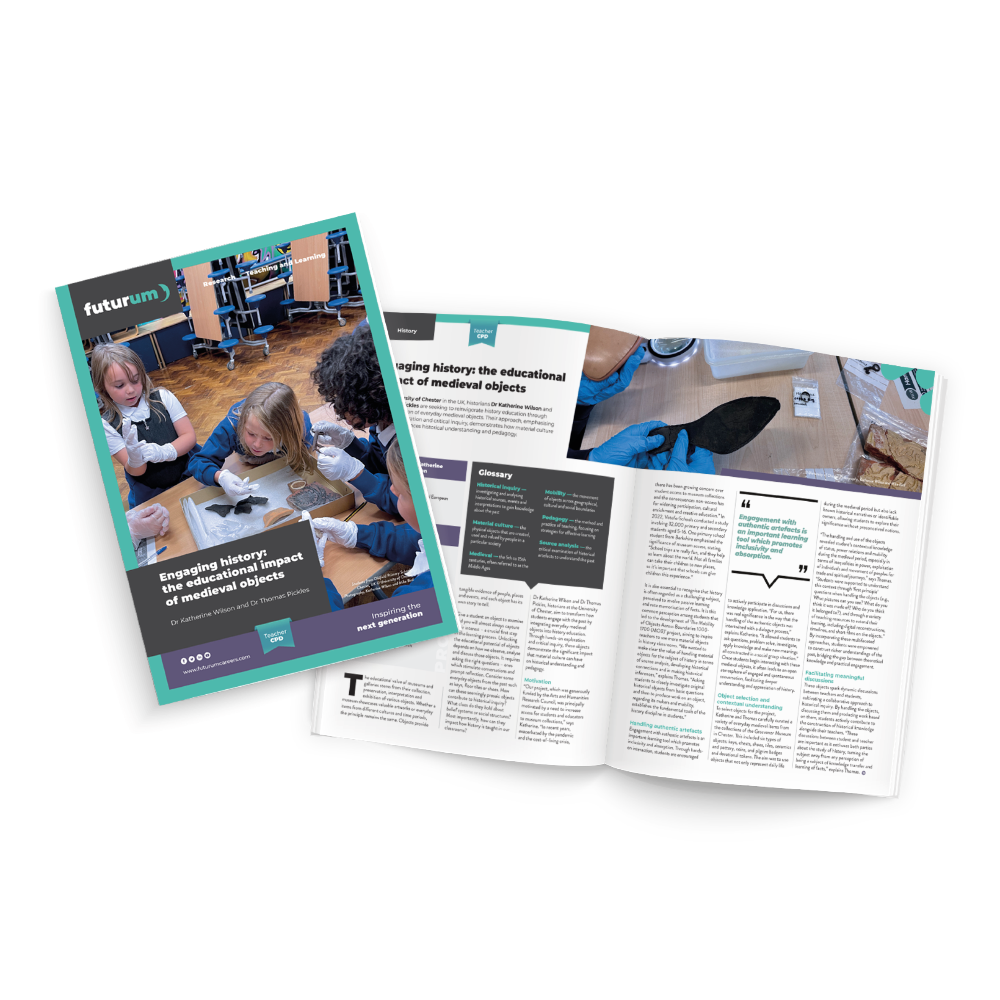 futurum
Research
Teaching and Learning
Engaging history:
the educational impact
of medieval objects
Dr Katherine Wilson and Dr Thomas Pickles
Students from Oldfield Primary School
Chester, UK © University of Chester
Photography, Katherine Wilson and Mike Bird
Teacher
CPD
Inspiring the
next generation
www.futurumcareers.com
History
Teacher
CPD
aging history: the educational
act of medieval objects
rsity of Chester in the UK, historians Dr Katherine Wilson and
ickles are seeking to reinvigorate history education through
on of everyday medieval objects. Their approach, emphasising
ration and critical inquiry, demonstrates how material culture
nces historical understanding and pedagogy.
atherine
on
l European
Glossary
Historical inquiry —
investigating and analysing
historical sources, events and
interpretations to gain knowledge
about the past
Material culture — the
physical objects that are created,
used and valued by people in a
particular society
Medieval — the 5th to 15th
centuries, often referred to as the
Middle Ages
Mobility — the movement
of objects across geographical,
cultural and social boundaries
Pedagogy — the method and
practice of teaching, focusing on
strategies for effective learning
Source analysis — the
critical examination of historical
artefacts to understand the past
The educational value of museums and
galleries stems from their collection,
preservation, interpretation and
exhibition of various objects. Whether a
museum showcases valuable artworks or everyday
items from different cultures and time periods,
the principle remains the same. Objects provide
tangible evidence of people, places
and events, and each object has its
own story to tell.
Give a student an object to examine
and you will almost always capture
their interest – a crucial first step
in the learning process. Unlocking
the educational potential of objects
depends on how we observe, analyse
and discuss those objects. It requires
asking the right questions – ones
which stimulate conversations and
prompt reflection. Consider some
everyday objects from the past such
as keys, floor tiles or shoes. How
can these seemingly prosaic objects
contribute to historical inquiry?
What clues do they hold about
belief systems or social structures?
Most importantly, how can they
impact how history is taught in our
classrooms?
Dr Katherine Wilson and Dr Thomas
Pickles, historians at the University
of Chester, aim to transform how
students engage with the past by
integrating everyday medieval
objects into history education.
Through hands-on exploration
and critical inquiry, these objects
demonstrate the significant impact
that material culture can have
on historical understanding and
pedagogy.
Motivation
“Our project, which was generously
funded by the Arts and Humanities
Research Council, was principally
motivated by a need to increase
access for students and educators
to museum collections,” says
Katherine. “In recent years,
exacerbated by the pandemic
and the cost-of-living crisis,
© University of Chester Photography, Katherine Wilson and Mike Bird
there has been growing concern over
student access to museum collections
and the consequences non-access has
for widening participation, cultural
enrichment and creative education.” In
2022, VoteforSchools conducted a study
involving 32,000 primary and secondary
students aged 5-16. One primary school
student from Berkshire emphasised the
significance of museum access, stating,
“School trips are really fun, and they help
us learn about the world. Not all families
can take their children to new places,
so it’s important that schools can give
children this experience.”
It is also essential to recognise that history
is often regarded as a challenging subject,
perceived to involve passive learning
and rote memorisation of facts. It is this
common perception among students that
led to the development of ‘The Mobility
of Objects Across Boundaries 1000-
1700 (MOB)’ project, aiming to inspire
teachers to use more material objects
in history classrooms. “We wanted to
make clear the value of handling material
objects for the subject of history in terms
of source analysis, developing historical
connections and in making historical
inferences,” explains Thomas. “Asking
students to closely investigate original
historical objects from basic questions
and then to produce work on an object,
regarding its makers and mobility,
establishes the fundamental tools of the
history discipline in students.”
Handling authentic artefacts
Engagement with authentic artefacts is an
important learning tool which promotes
inclusivity and absorption. Through hands-
on interaction, students are encouraged
“
Engagement with
authentic artefacts is
an important learning
tool which promotes
inclusivity and
absorption.
”
to actively participate in discussions and
knowledge application. “For us, there
was real significance in the way that the
handling of the authentic objects was
intertwined with a dialogue process,”
explains Katherine. “It allowed students to
ask questions, problem solve, investigate,
apply knowledge and make new meanings
all constructed in a social group situation.”
Once students begin interacting with these
medieval objects, it often leads to an open
atmosphere of engaged and spontaneous
conversation, facilitating deeper
understanding and appreciation of history.
Object selection and
contextual understanding
To select objects for the project,
Katherine and Thomas carefully curated a
variety of everyday medieval items from
the collections of the Grosvenor Museum
in Chester. This included six types of
objects: keys, chests, shoes, tiles, ceramics
and pottery, coins, and pilgrim badges
and devotional tokens. The aim was to use
objects that not only represent daily life
during the medieval period but also lack
known historical narratives or identifiable
owners, allowing students to explore their
significance without preconceived notions.
“The handling and use of the objects
revealed student’s contextual knowledge
of status, power relations and mobility
during the medieval period, especially in
terms of inequalities in power, exploitation
of individuals and movement of peoples for
trade and spiritual journeys,” says Thomas.
“Students were supported to understand
this context through ‘first principle’
questions when handling the objects (e.g.,
What pictures can you see? What do you
think it was made of? Who do you think
it belonged to?), and through a variety
of teaching resources to extend their
learning, including digital reconstructions,
timelines, and short films on the objects.”
By incorporating these multifaceted
approaches, students were empowered
to construct richer understandings of the
past, bridging the gap between theoretical
knowledge and practical engagement.
Facilitating meaningful
discussions
These objects spark dynamic discussions
between teachers and students,
cultivating a collaborative approach to
historical inquiry. By handling the objects,
discussing them and producing work based
on them, students actively contribute to
the construction of historical knowledge
alongside their teachers. “These
discussions between student and teacher
are important as it enthuses both parties
about the study of history, turning the
subject away from any perception of
being a subject of knowledge transfer and
learning of facts,” explains Thomas.